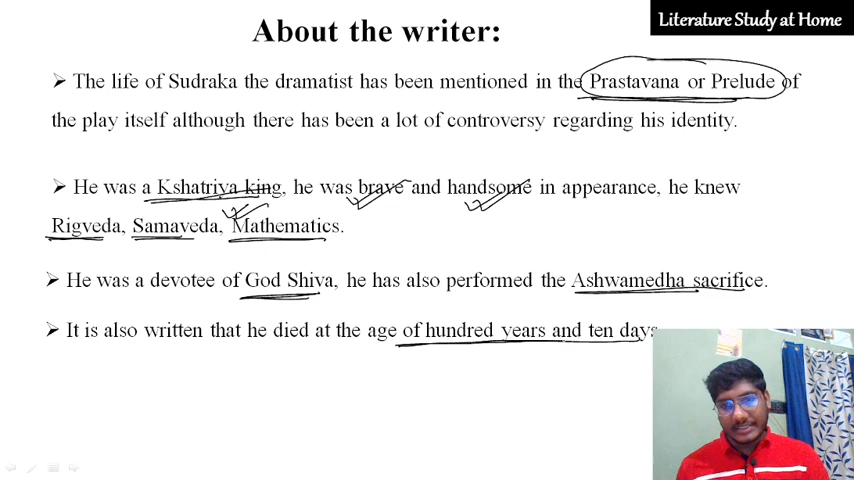 Literature Study at Home
About the writer:
➢ The life of Sudraka the dramatist has been mentioned in the Prastavana or Prelude of
the play itself although there has been a lot of controversy regarding his identity.
➢ He was a Kshatriya king, he was brave and handsome in appearance, he knew
Rigveda, Samaveda, Mathematics.
➢ He was a devotee of God Shiva, he has also performed the Ashwamedha sacrifice.
➢ It is also written that he died at the age of hundred years and ten days